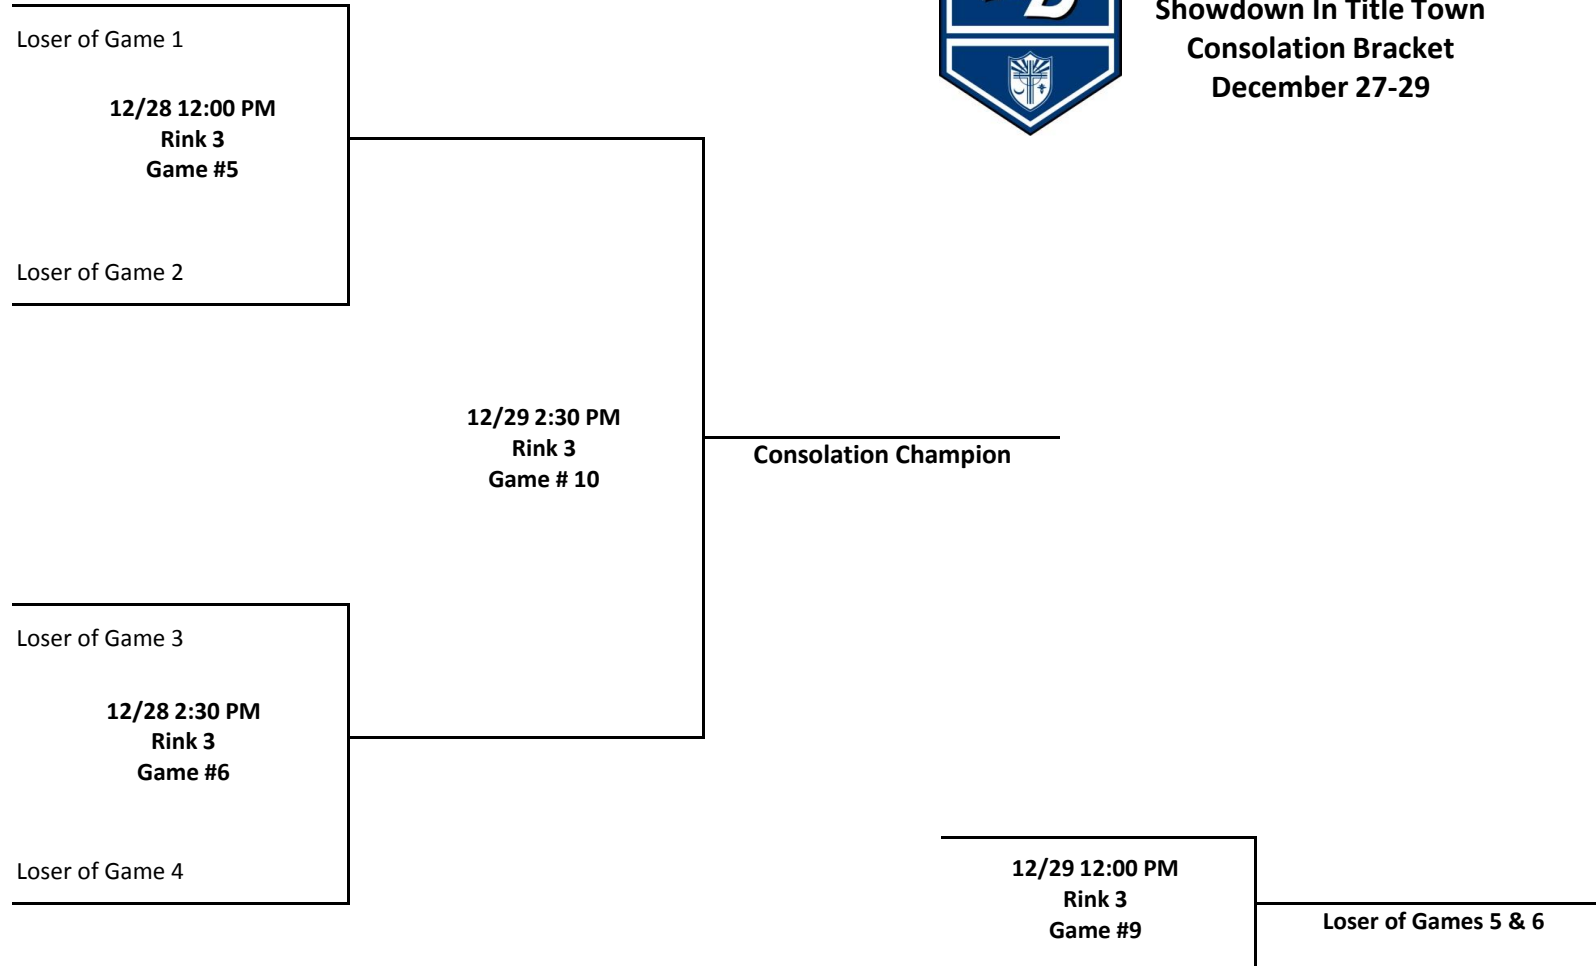 Showdown In Title Town
Consolation Bracket
December 27-29
Loser of Game 1
12/28 12:00 PM
Rink 3
Game #5
Loser of Game 2
12/29 2:30 PM
Rink 3
Game # 10
Consolation Champion
Loser of Game 3
12/28 2:30 PM
Rink 3
Game #6
Loser of Game 4
12/29 12:00 PM
Rink 3
Game #9
Loser of Games 5 & 6